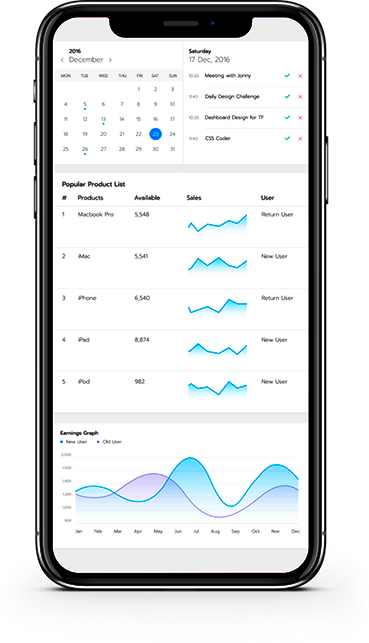 2016
December
MON TUE WED THU FRI SAT SUN
1 2 3
4 5 6 7 8 9 10
11 12 13 14 15 16 17
18 19 20 21 22 23 24
25 26 27 28 29 30 31
Saturday
17 Dec, 2016
10:20 Meeting with Jonny
11:40 Daily Design Challenge
10:20 Dashboard Design for TF
11:40 CSS Coder
Popular Product List
# Products Available Sales User
1 Macbook Pro 5,548 Return User
2 iMac 5,541 New User
3 iPhone 6,540 Return User
4 iPad 8,874 New User
5 iPod 982 New User
Earnings Graph
New User Old User
2,000
1,600
1,400
1,200
1,000
800
Jan Feb Mar Apr May Jun Jul Aug Sep Oct Nov Dec